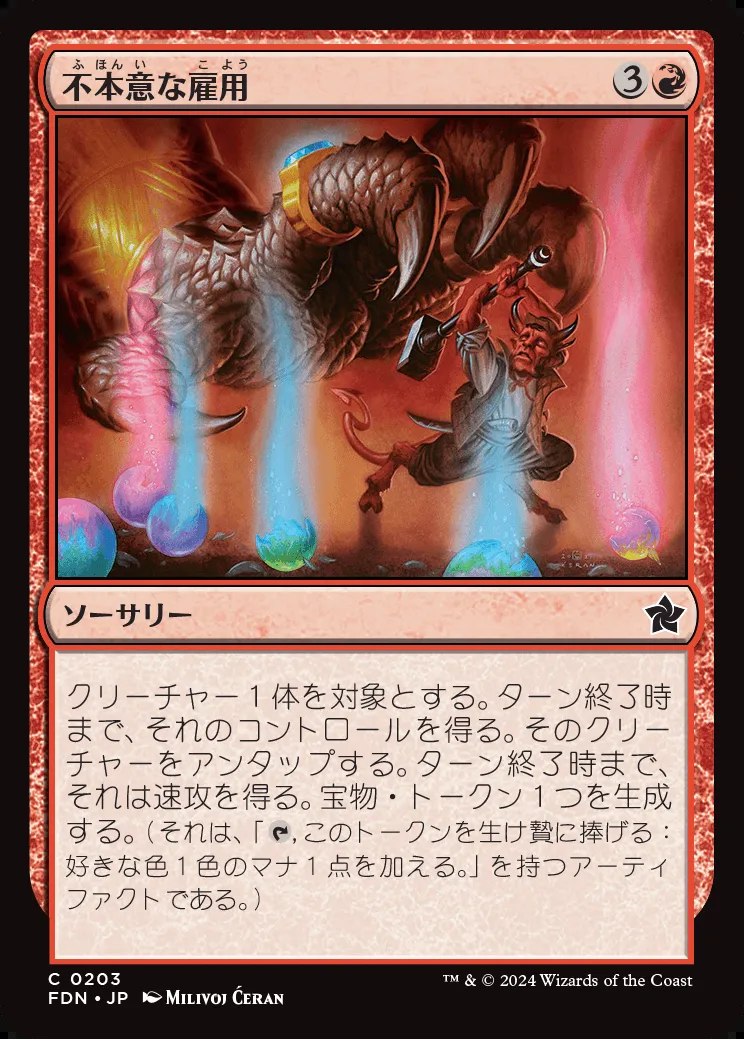 ふほんい こよう
不本意な雇用
3
ソーサリー
クリーチャー1体を対象とする。ターン終了時
まで、それのコントロールを得る。そのクリー
チャーをアンタップする。ターン終了時まで、
それは速攻を得る。宝物・トークン1つを生成
する。(それは、「,このトークンを生け贄に捧げる:
好きな色1色のマナ1点を加える。」を持つアーティ
ファクトである。)
C 0203
FDN・JP Milivoj Ćeran
™ & © 2024 Wizards of the Coast